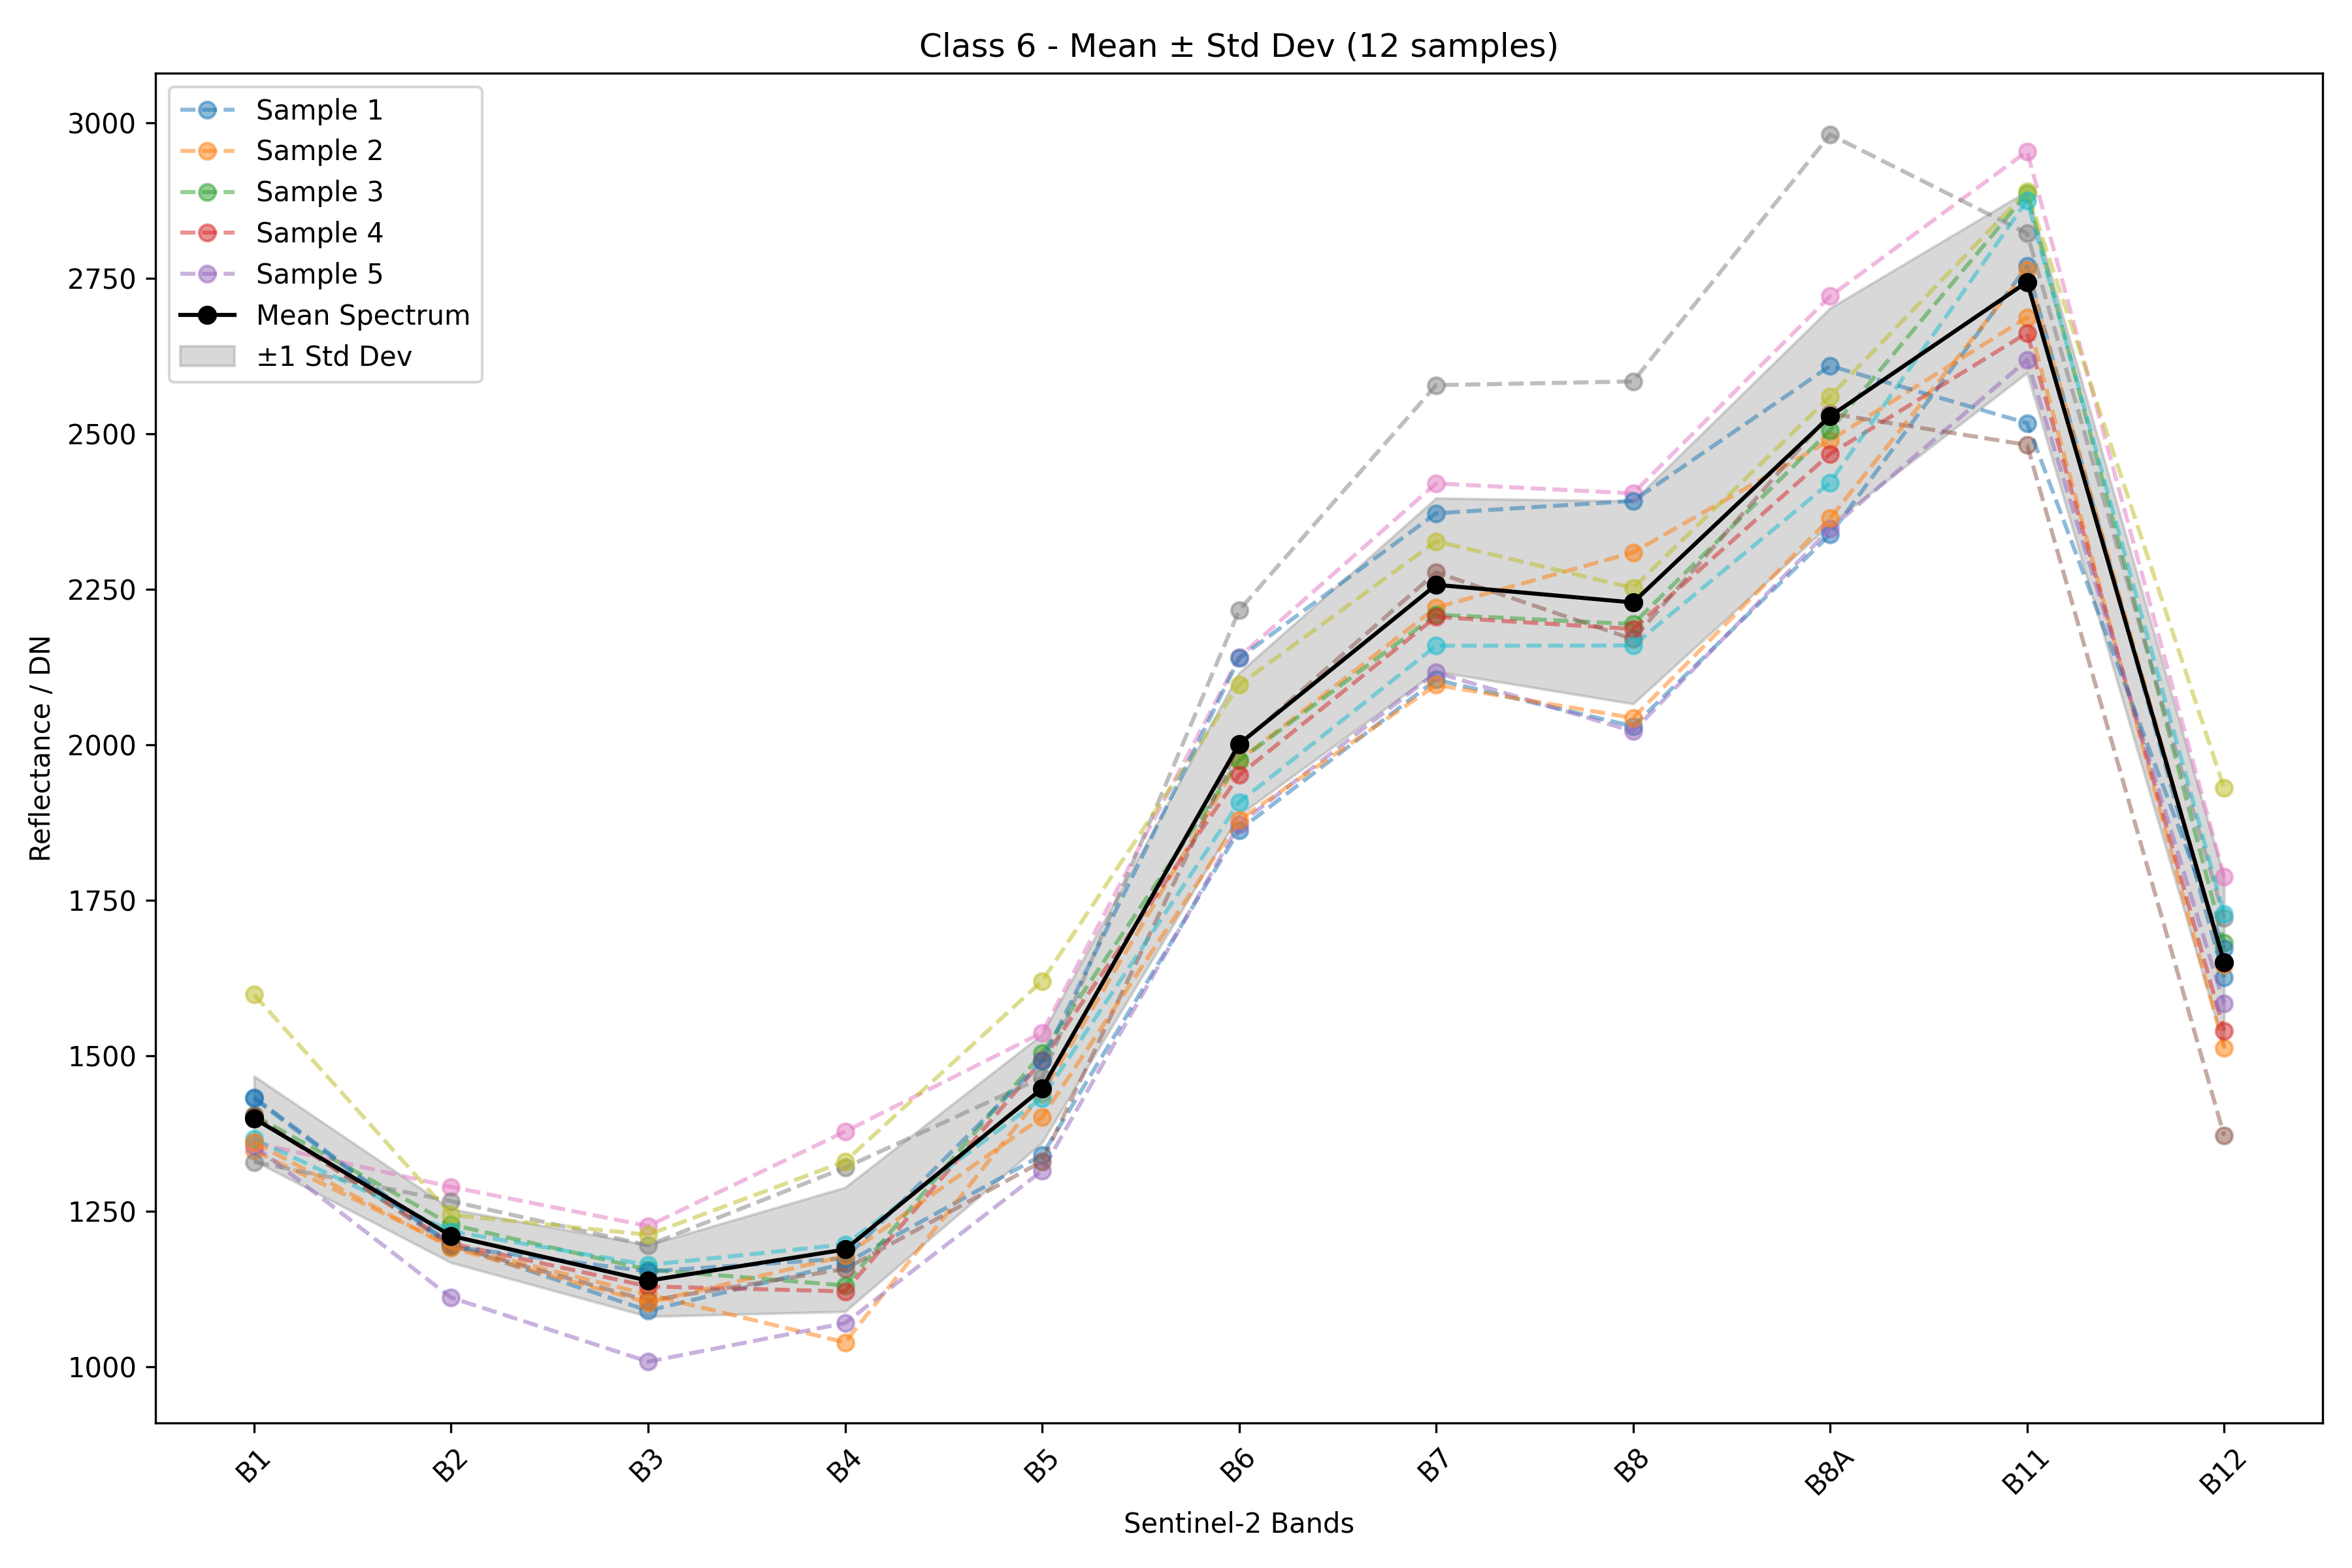 Class 6 - Mean ± Std Dev (12 samples)
Sample 1
Sample 2
Sample 3
Sample 4
Sample 5
Mean Spectrum
±1 Std Dev
3000
2750
2500
2250
2000
1750
1500
1250
1000
Reflectance / DN
B1
B2
B3
B4
B5
B6
B7
B8
B8A
B11
B12
Sentinel-2 Bands